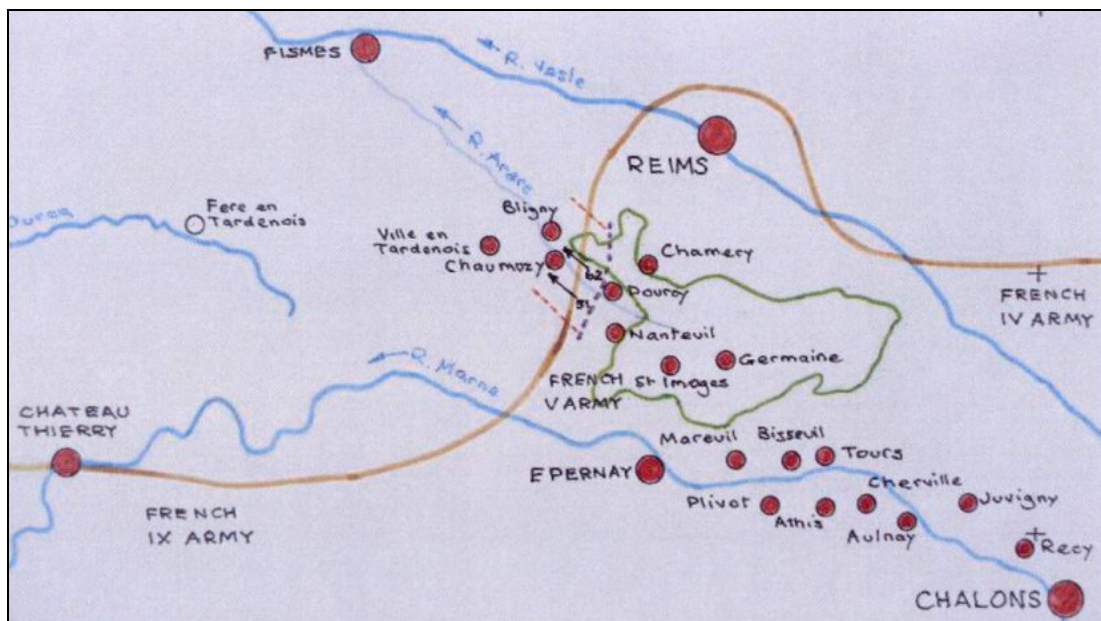 FISMES
R. Vesle
R. Ardre
REIMS
Fere en
Tardenois
Bligny
Ville en
Tardenois
Chaumozy
Chamery
62
51
Pourcy
FRENCH
IV ARMY
Nanteuil
Germaine
St Imoges
R. Marne
FRENCH
V ARMY
CHATEAU
THIERRY
Mareuil
Bisseuil
Tours
EPERNAY
Cherville
Plivot
Athis
Aulnay
Juvigny
FRENCH
IX ARMY
Recy
CHALONS